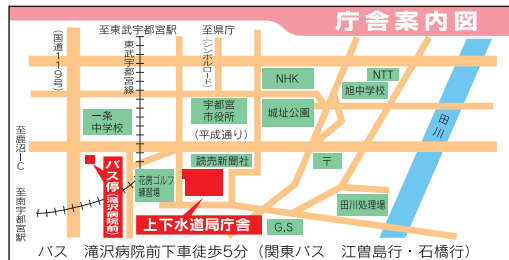 庁舎案内図
至東武宇都宮駅
至県庁
(国道119号)
東武宇都宮線
(シンボルロード)
NHK
NTT
旭中学校
一条
中学校
宇都宮
市役所
城址公園
田川
(平成通り)
至鹿沼IC
バス停
(滝沢病院前)
読売新聞社
〒
花房ゴルフ
練習場
至南宇都宮駅
上下水道局庁舎
G.S
田川処理場
バス 滝沢病院前下車徒歩5分(関東バス 江曽島行・石橋行)